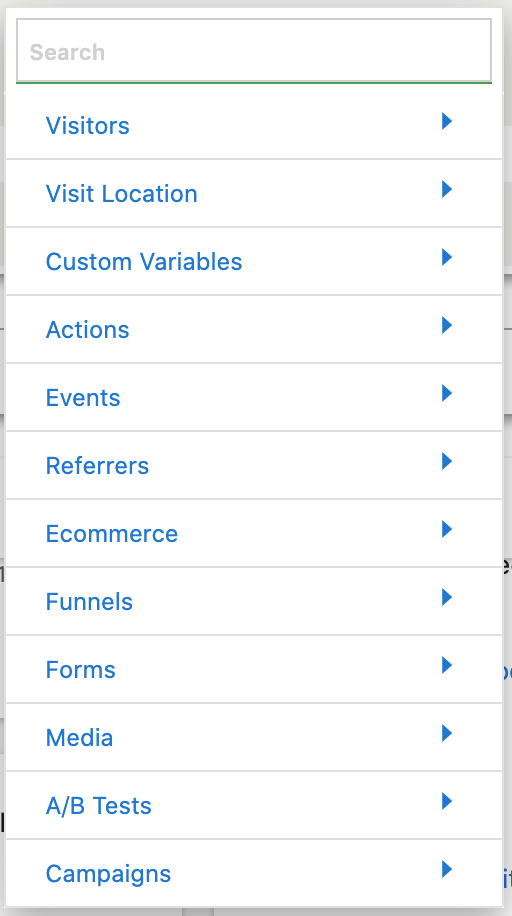 Search
Visitors
Visit Location
Custom Variables
Actions
Events
Referrers
Ecommerce
Funnels
Forms
Media
A/B Tests
Campaigns